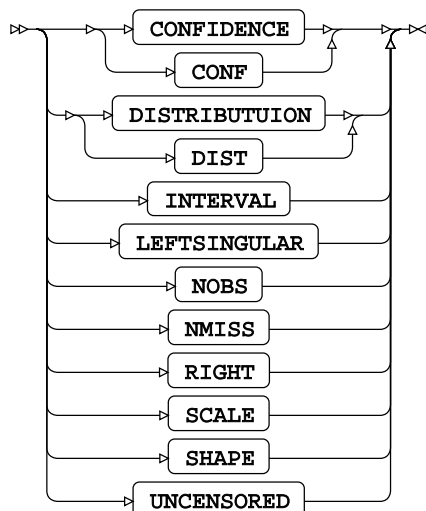 CONFIDENCE
CONF
DISTRIBUTUION
DIST
INTERVAL
LEFTSINGULAR
NOBS
NMISS
RIGHT
SCALE
SHAPE
UNCENSORED